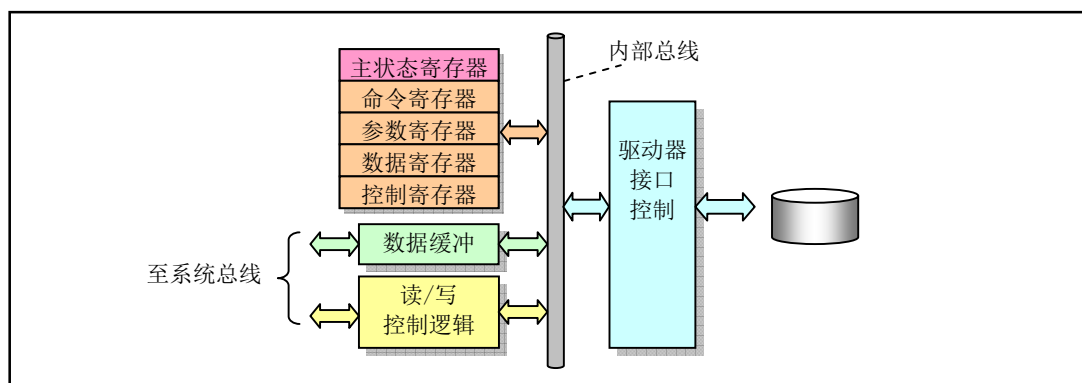 主状态寄存器
命令寄存器
参数寄存器
数据寄存器
控制寄存器
内部总线
驱动器
接口
控制
至系统总线
数据缓冲
读/写
控制逻辑